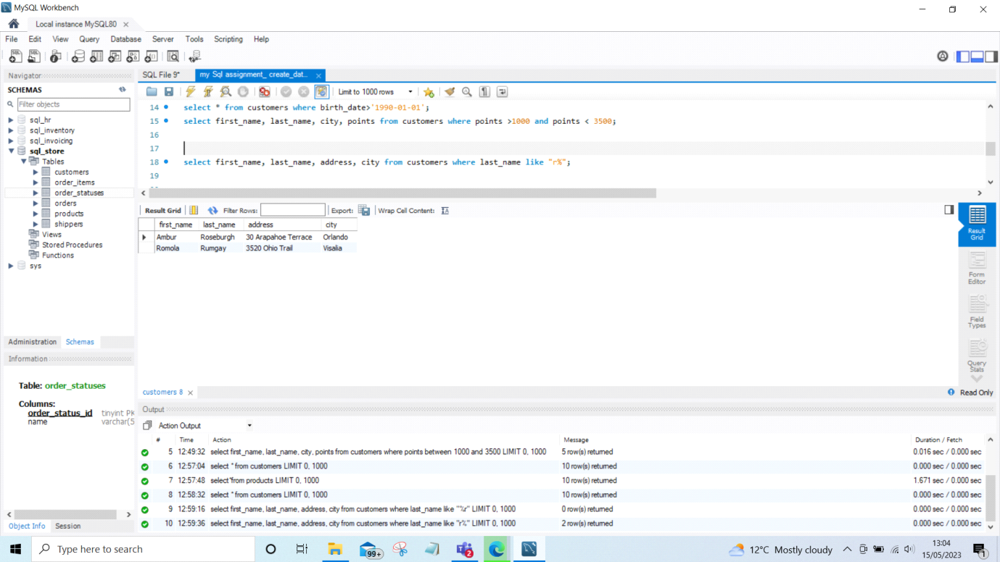 MySQL Workbench
Local instance MySQL80
File Edit View Query Database Server Tools Scripting Help
Navigator
SCHEMAS
Filter objects
sql_hr
sql_inventory
sql_invoicing
sql_store
Tables
customers
order_items
order_statuses
orders
products
shippers
Views
Stored Procedures
Functions
sys
Administration Schemas
Information
Table: order_statuses
Columns:
order_status_id tinyint PK
name varchar(5
Object Info Session
SQL File 9* my Sql assignment_ create_dat...
Limit to 1000 rows
14 select * from customers where birth_date>'1990-01-01';
15 select first_name, last_name, city, points from customers where points >1000 and points < 3500;
16
17
18 select first_name, last_name, address, city from customers where last_name like "r%";
19
Result Grid Filter Rows: Export: Wrap Cell Content:
first_name last_name address city
Ambur Roseburgh 30 Arapahoe Terrace Orlando
Romola Rumgay 3520 Ohio Trail Visalia
Result Grid
Form Editor
Field Types
Query Stats
customers 8
Read Only
Output
Action Output
# Time Action Message Duration / Fetch
5 12:49:32 select first_name, last_name, city, points from customers where points between 1000 and 3500 LIMIT 0, 1000 5 row(s) returned 0.016 sec / 0.000 sec
6 12:57:04 select * from customers LIMIT 0, 1000 10 row(s) returned 0.000 sec / 0.000 sec
7 12:57:48 select*from products LIMIT 0, 1000 10 row(s) returned 1.671 sec / 0.000 sec
8 12:58:32 select * from customers LIMIT 0, 1000 10 row(s) returned 0.000 sec / 0.000 sec
9 12:59:16 select first_name, last_name, address, city from customers where last_name like "%r" LIMIT 0, 1000 0 row(s) returned 0.000 sec / 0.000 sec
10 12:59:36 select first_name, last_name, address, city from customers where last_name like "r%" LIMIT 0, 1000 2 row(s) returned 0.000 sec / 0.000 sec
Type here to search
99+
2
12°C Mostly cloudy
13:04
15/05/2023
1